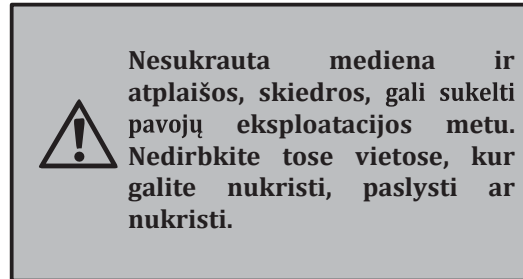 Nesukrauta mediena ir
atplaišos, skiedros, gali sukelti
pavojų eksploatacijos metu.
Nedirbkite tose vietose, kur
galite nukristi, paslysti ar
nukristi.